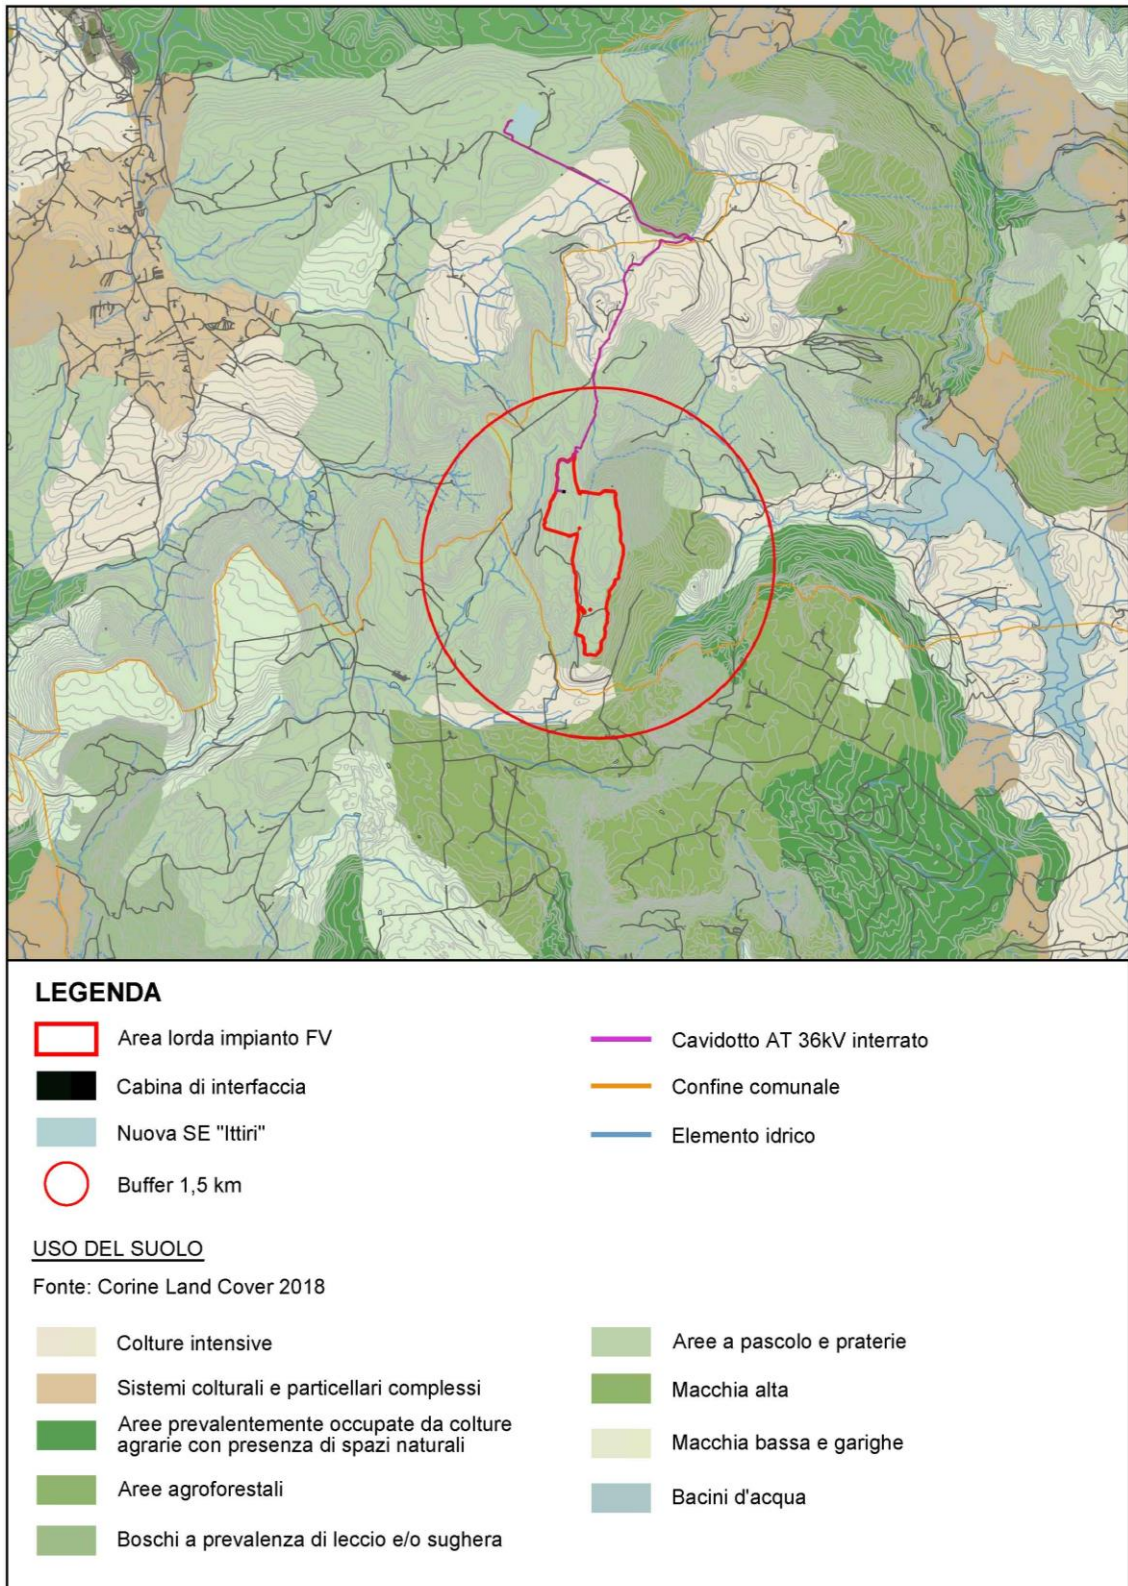 LEGENDA
Area lorda impianto FV
Cabina di interfaccia
Nuova SE "Ittiri"
Buffer 1,5 km
Cavidotto AT 36kV interrato
Confine comunale
Elemento idrico
USO DEL SUOLO
Fonte: Corine Land Cover 2018
Colture intensive
Sistemi colturali e particellari complessi
Aree prevalentemente occupate da colture
agrarie con presenza di spazi naturali
Aree agroforestali
Boschi a prevalenza di leccio e/o sughera
Aree a pascolo e praterie
Macchia alta
Macchia bassa e garighe
Bacini d'acqua